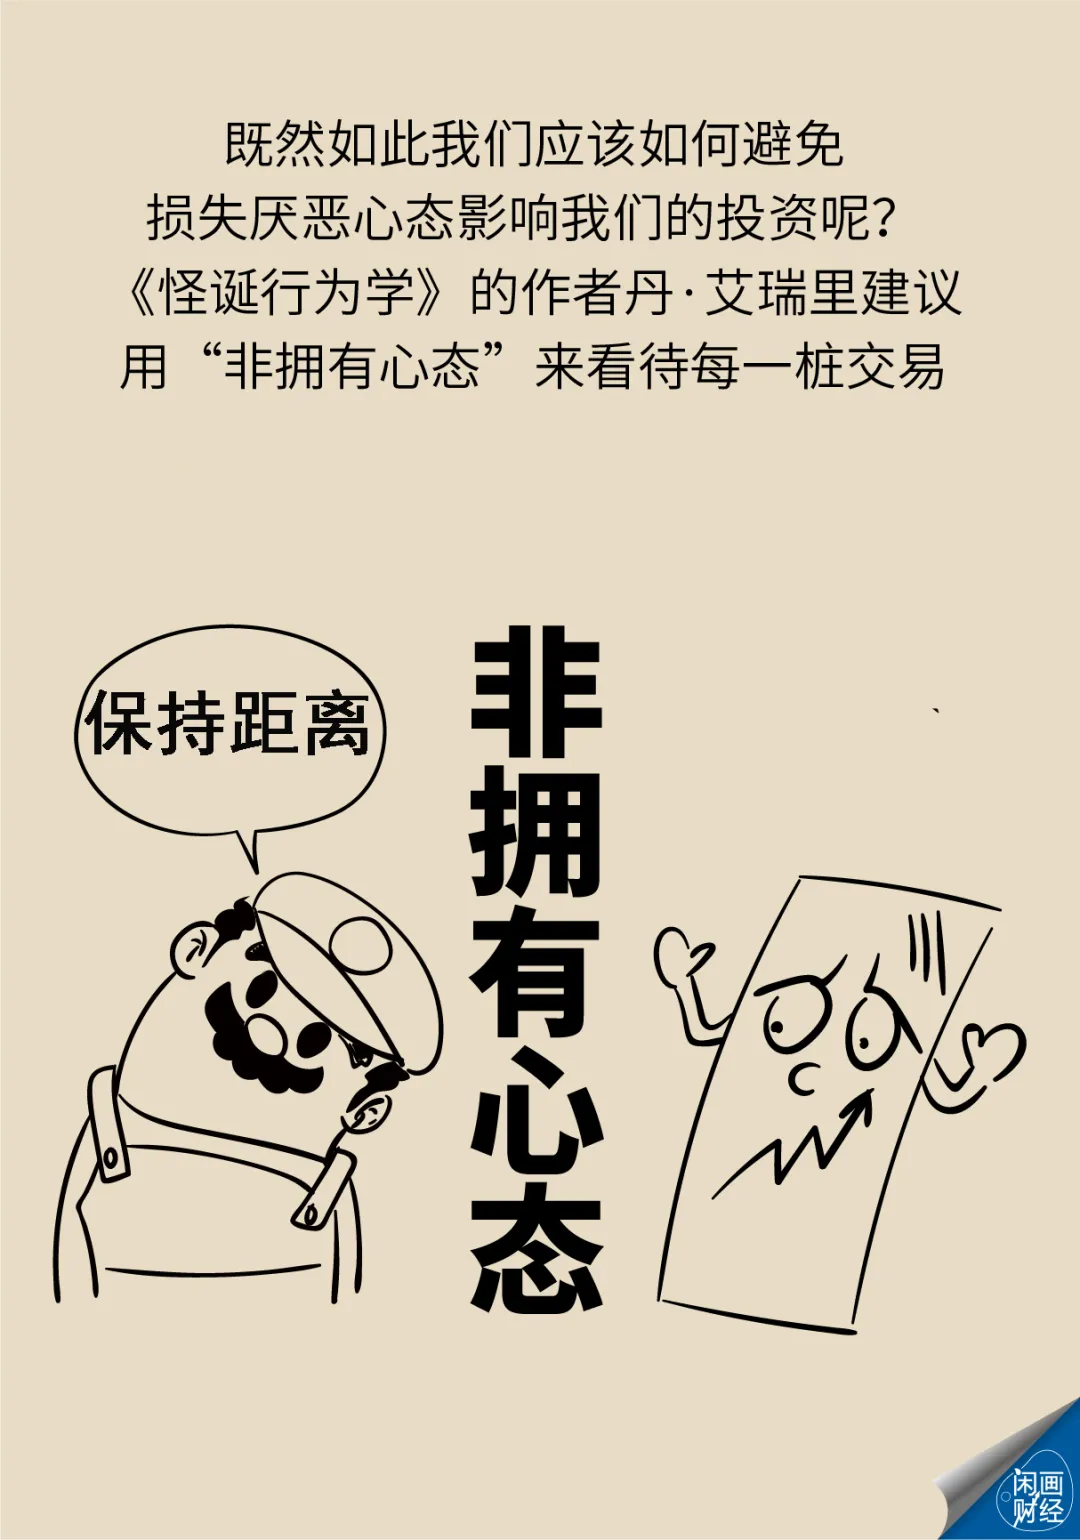 既然如此我们应该如何避免
损失厌恶心态影响我们的投资呢？
《怪诞行为学》的作者丹·艾瑞里建议
用“非拥有心态”来看待每一桩交易
保持距离
非拥有心态
闲画
财经